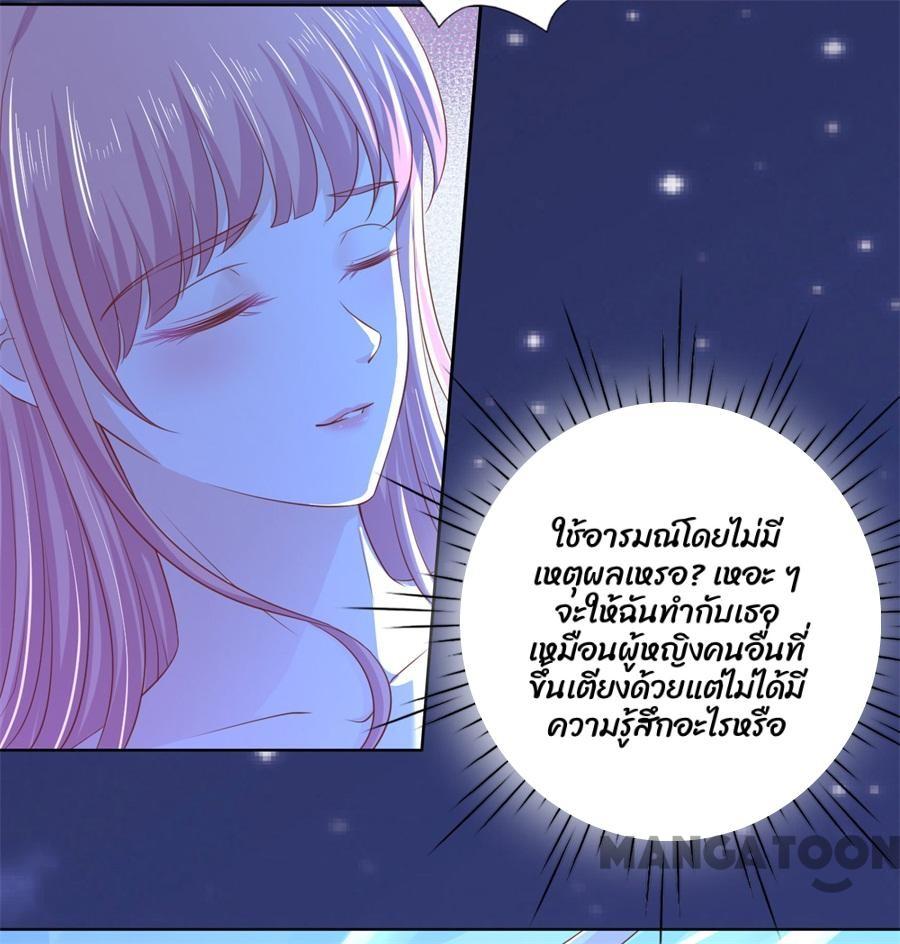 ใช้อารมณ์โดยไม่มี
เหตุผลเหรอ? เหอะ ๆ
จะให้ฉันทำกับเธอ
เหมือนผู้หญิงคนอื่นที่
ขึ้นเตียงด้วยแต่ไม่ได้มี
ความรู้สึกอะไรหรือ
MANGATOON